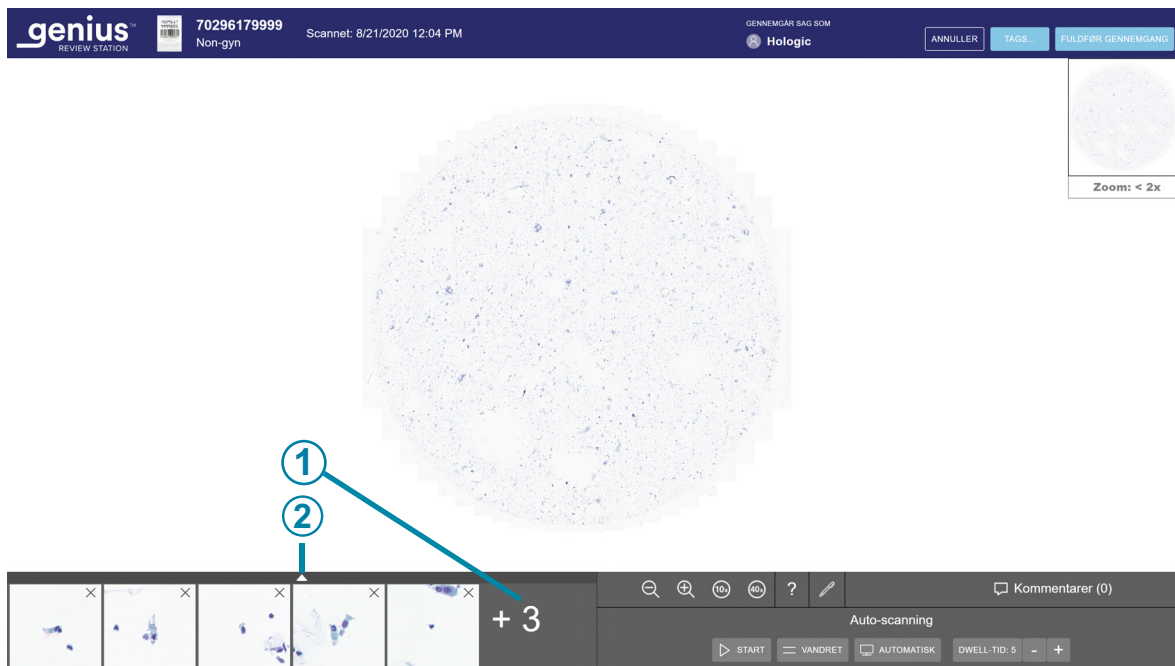 genius™
REVIEW STATION
70296179999
Non-gyn
Scannet: 8/21/2020 12:04 PM
GENNEMGÅR SAG SOM
Hologic
ANNULLER
TAGS...
FULDFØR GENNEMGANG
Zoom: < 2x
1
2
+ 3
10x
40x
?
Kommentarer (0)
Auto-scanning
START
VANDRET
AUTOMATISK
DWELL-TID: 5
-
+